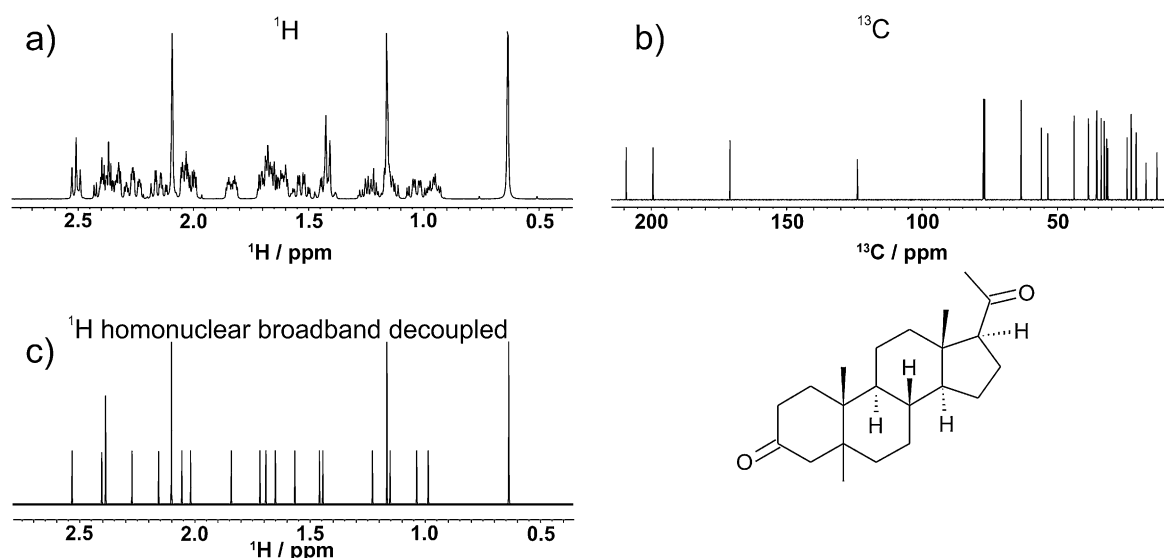 a)
¹H
2.5 2.0 1.5 1.0 0.5
¹H / ppm
b)
¹³C
200 150 100 50
¹³C / ppm
c)
¹H homonuclear broadband decoupled
2.5 2.0 1.5 1.0 0.5
¹H / ppm
O
H
H
H
H
O